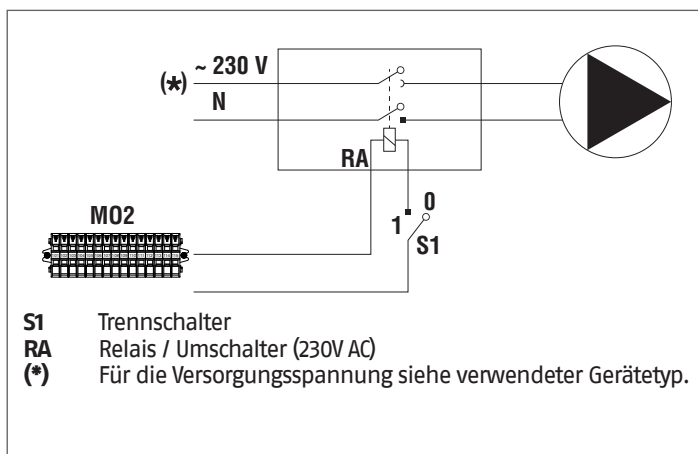 (*) ~ 230 V
N
RA
MO2
1 0
S1
S1 Trennschalter
RA Relais / Umschalter (230V AC)
(*) Für die Versorgungsspannung siehe verwendeter Gerätetyp.